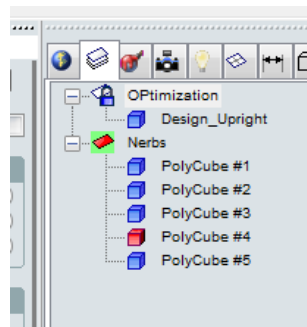 OPtimization
Design_Upright
Nerbs
PolyCube #1
PolyCube #2
PolyCube #3
PolyCube #4
PolyCube #5